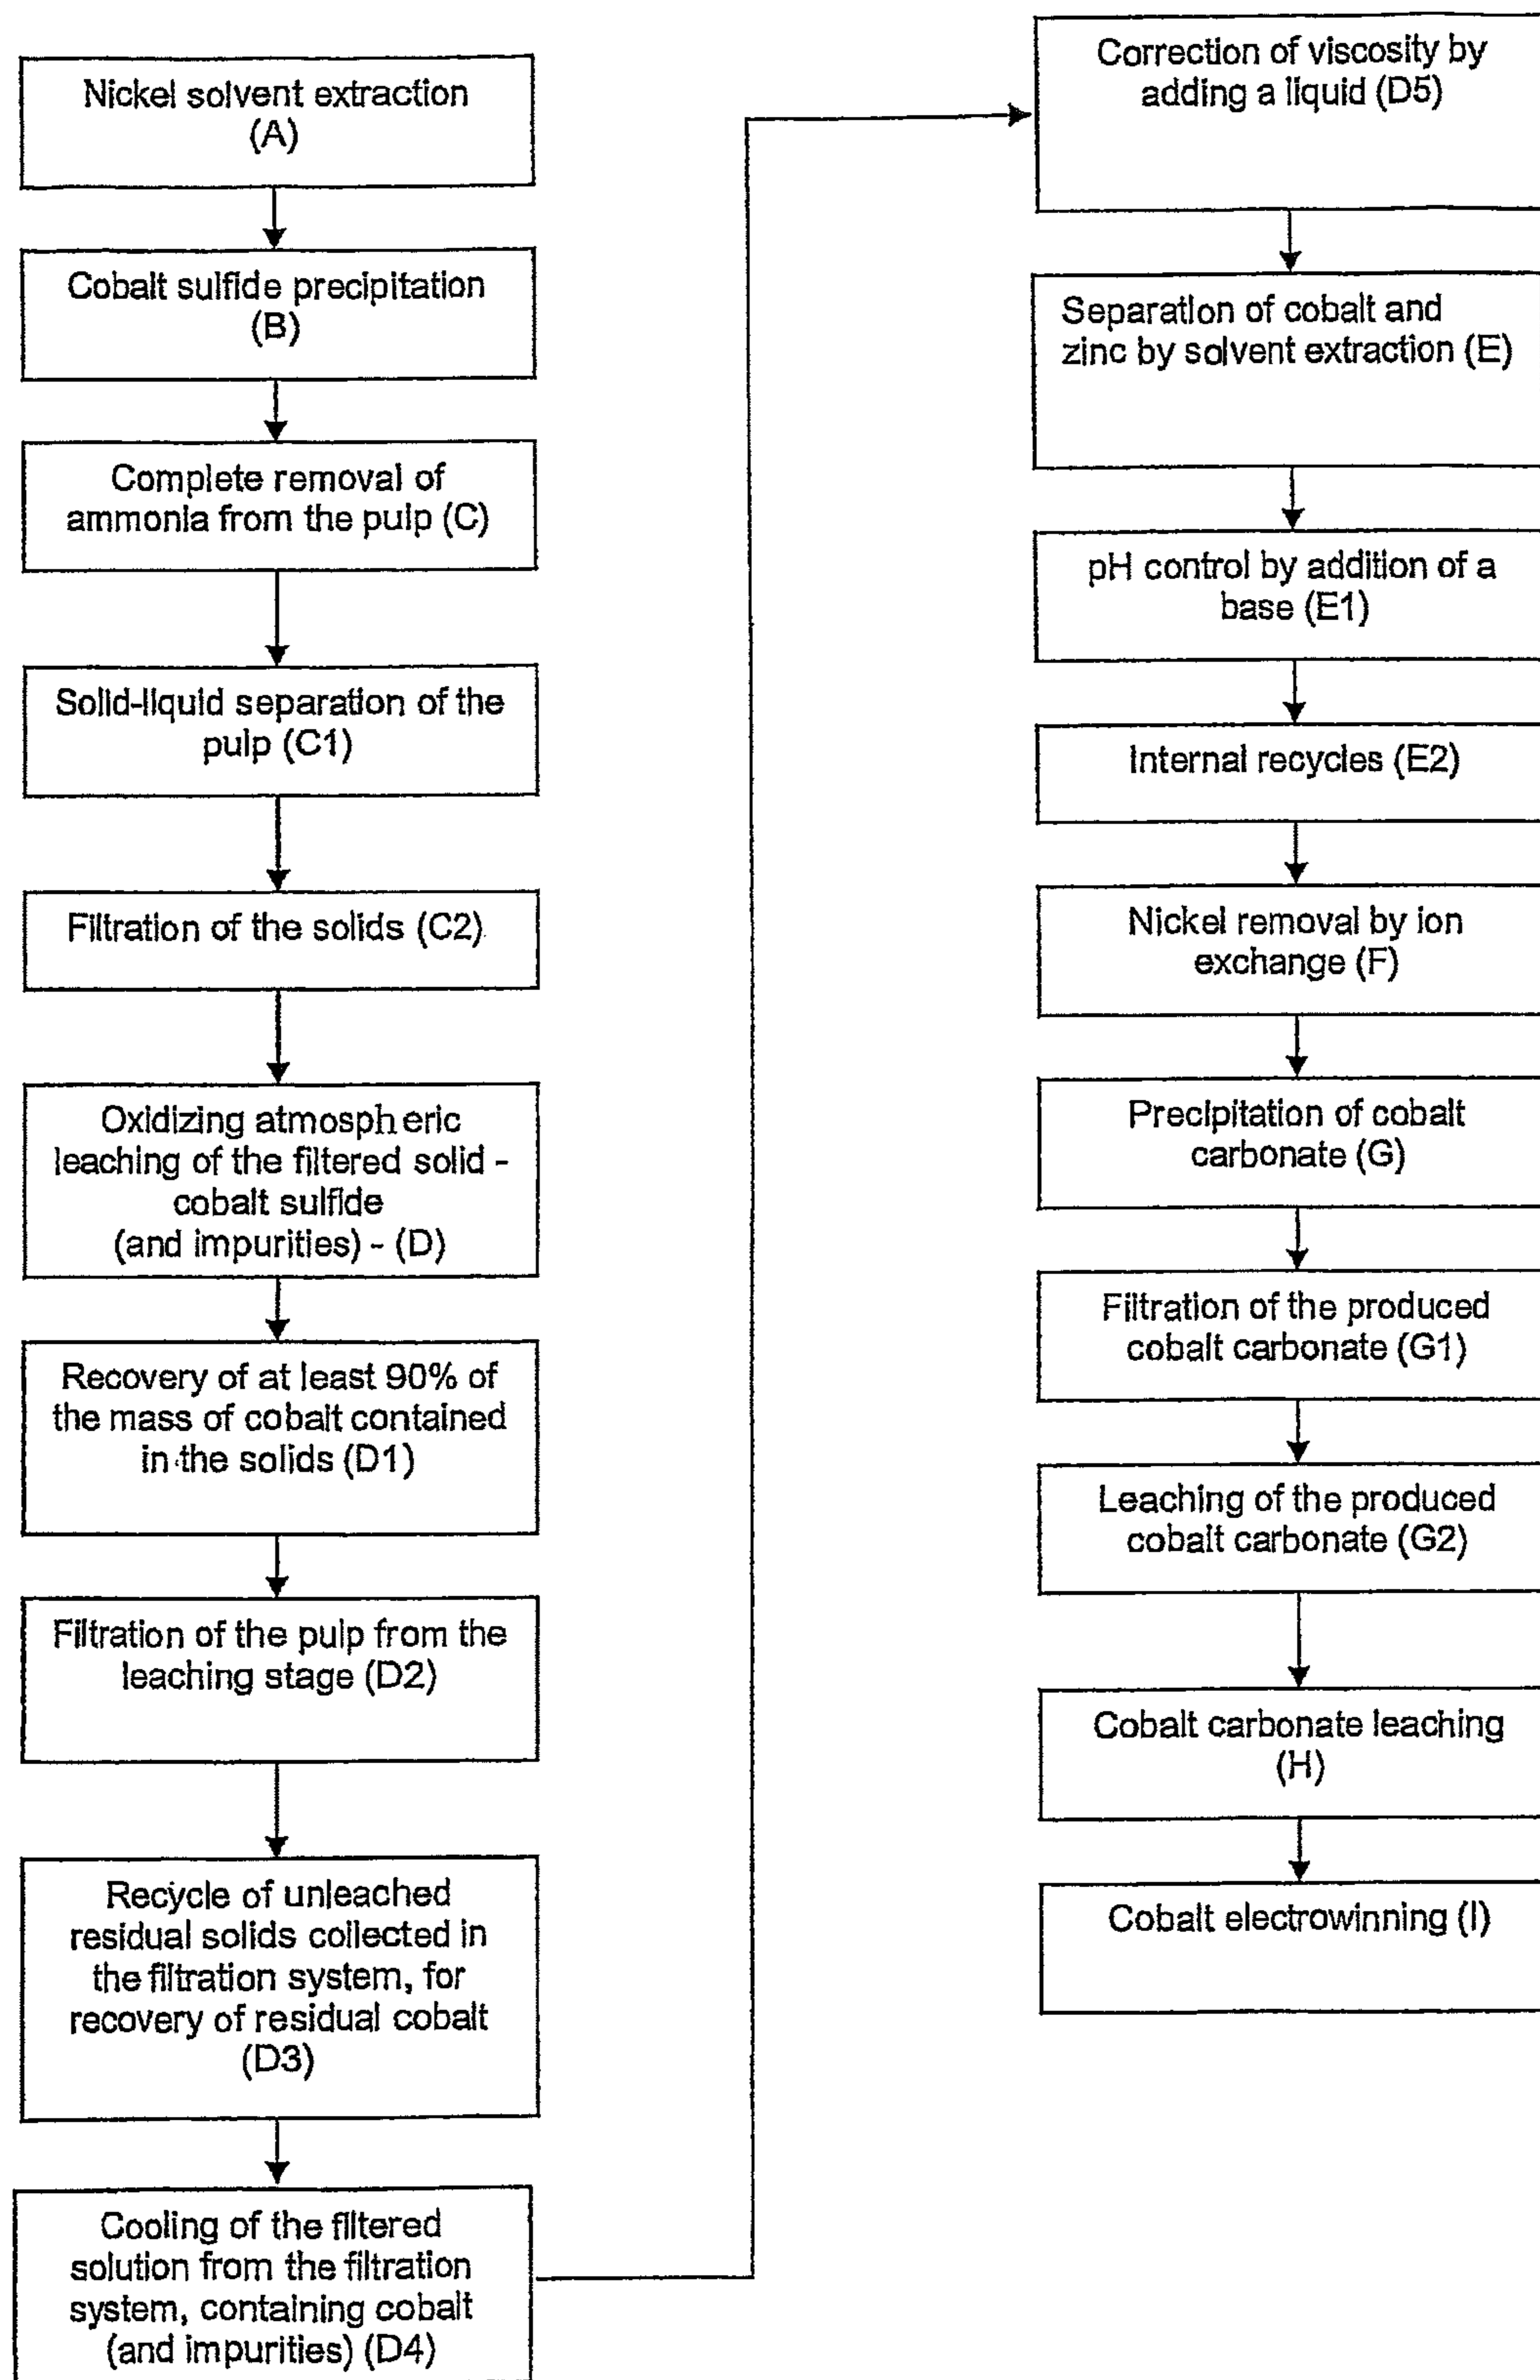 Nickel solvent extraction
(A)
Cobalt sulfide precipitation
(B)
Complete removal of
ammonia from the pulp (C)
Solid-liquid separation of the
pulp (C1)
Filtration of the solids (C2)
Oxidizing atmospheric
leaching of the filtered solid -
cobalt sulfide
(and impurities) - (D)
Recovery of at least 90% of
the mass of cobalt contained
in the solids (D1)
Filtration of the pulp from the
leaching stage (D2)
Recycle of unleached
residual solids collected in
the filtration system, for
recovery of residual cobalt
(D3)
Cooling of the filtered
solution from the filtration
system, containing cobalt
(and impurities) (D4)
Correction of viscosity by
adding a liquid (D5)
Separation of cobalt and
zinc by solvent extraction (E)
pH control by addition of a
base (E1)
Internal recycles (E2)
Nickel removal by ion
exchange (F)
Precipitation of cobalt
carbonate (G)
Filtration of the produced
cobalt carbonate (G1)
Leaching of the produced
cobalt carbonate (G2)
Cobalt carbonate leaching
(H)
Cobalt electrowinning (I)